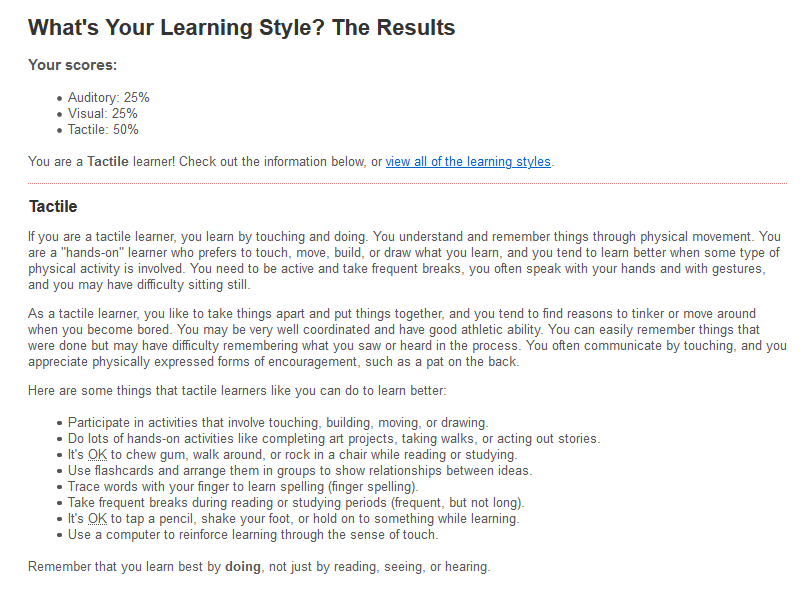 What's Your Learning Style? The Results
Your scores:
Auditory: 25%
Visual: 25%
Tactile: 50%
You are a Tactile learner! Check out the information below, or view all of the learning styles.
Tactile
If you are a tactile learner, you learn by touching and doing. You understand and remember things through physical movement. You
are a "hands-on" learner who prefers to touch, move, build, or draw what you learn, and you tend to learn better when some type of
physical activity is involved. You need to be active and take frequent breaks, you often speak with your hands and with gestures,
and you may have difficulty sitting still.
As a tactile learner, you like to take things apart and put things together, and you tend to find reasons to tinker or move around
when you become bored. You may be very well coordinated and have good athletic ability. You can easily remember things that
were done but may have difficulty remembering what you saw or heard in the process. You often communicate by touching, and you
appreciate physically expressed forms of encouragement, such as a pat on the back.
Here are some things that tactile learners like you can do to learn better:
Participate in activities that involve touching, building, moving, or drawing.
Do lots of hands-on activities like completing art projects, taking walks, or acting out stories.
It's OK to chew gum, walk around, or rock in a chair while reading or studying.
Use flashcards and arrange them in groups to show relationships between ideas.
Trace words with your finger to learn spelling (finger spelling).
Take frequent breaks during reading or studying periods (frequent, but not long).
It's OK to tap a pencil, shake your foot, or hold on to something while learning.
Use a computer to reinforce learning through the sense of touch.
Remember that you learn best by doing, not just by reading, seeing, or hearing.